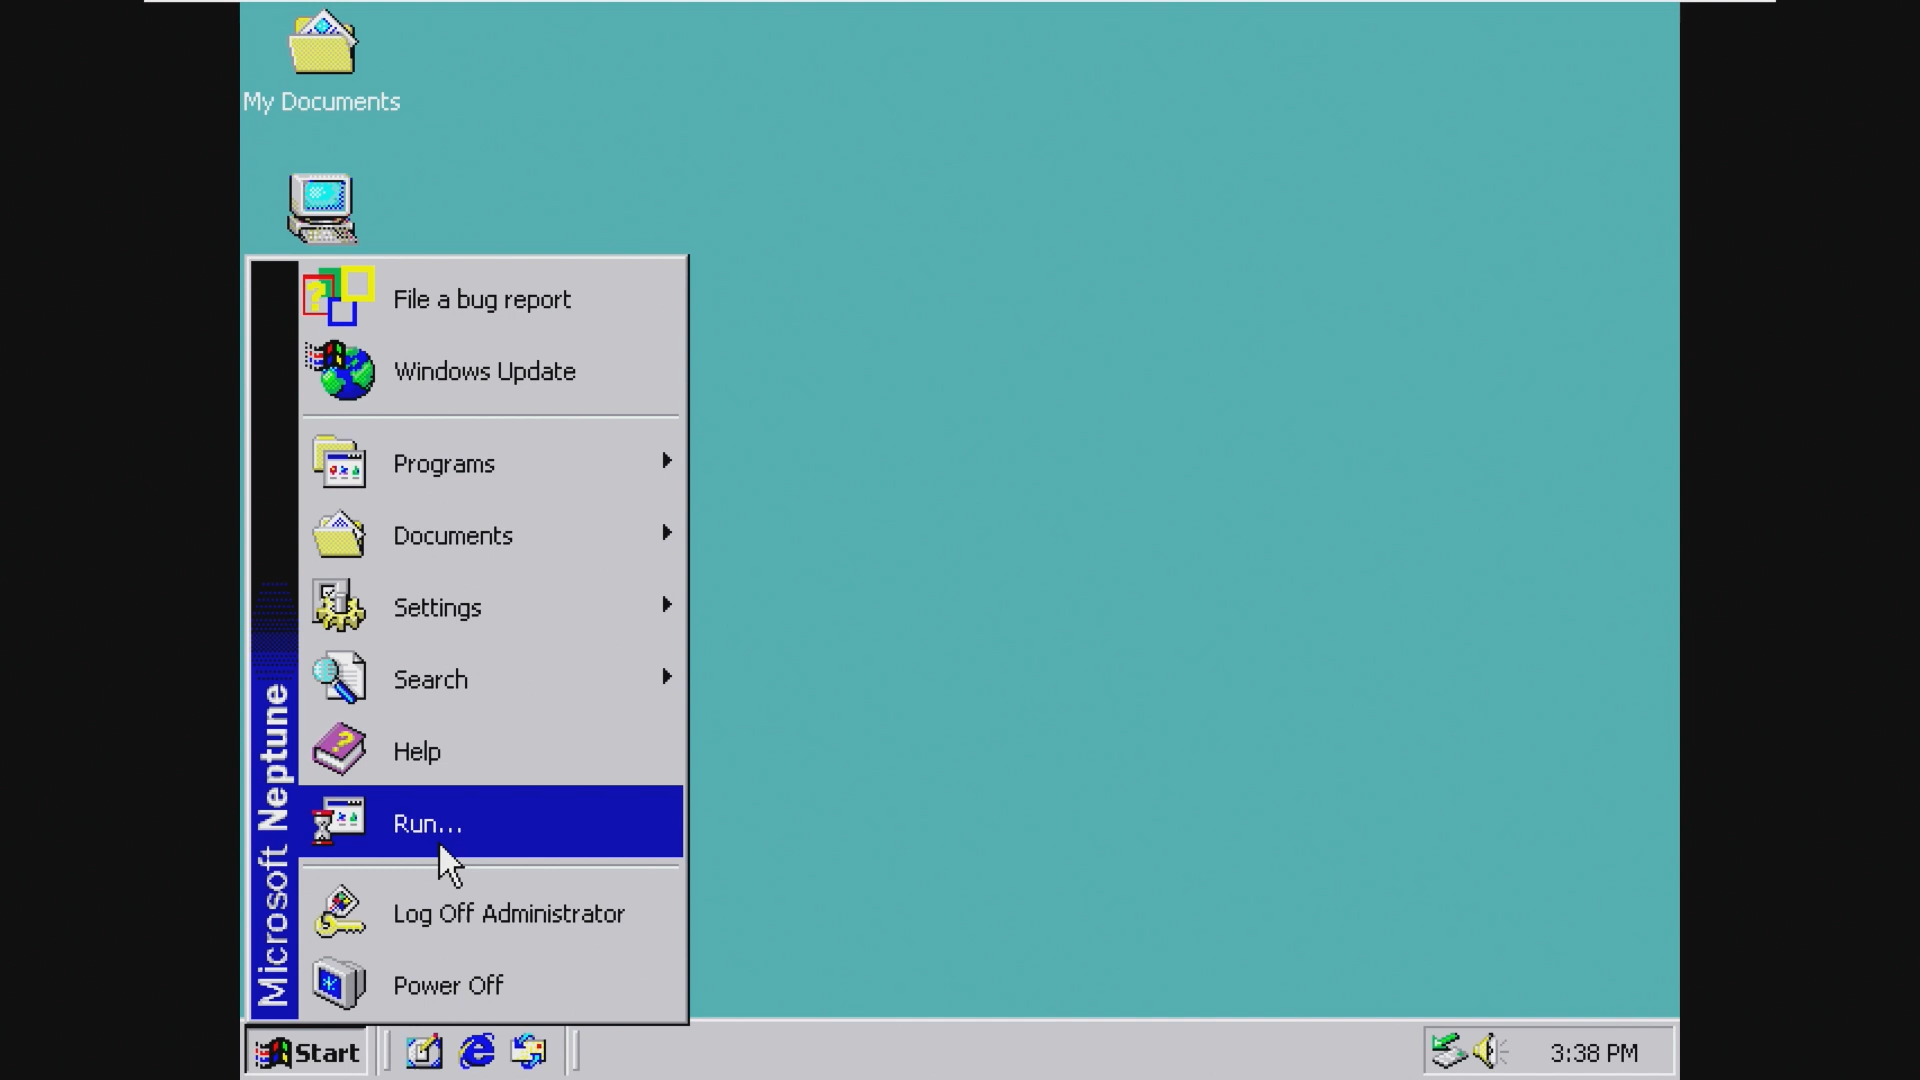 My Documents
File a bug report
Windows Update
Programs
Documents
Settings
Search
Help
Run...
Log Off Administrator
Power Off
Microsoft Neptune
Start
3:38 PM